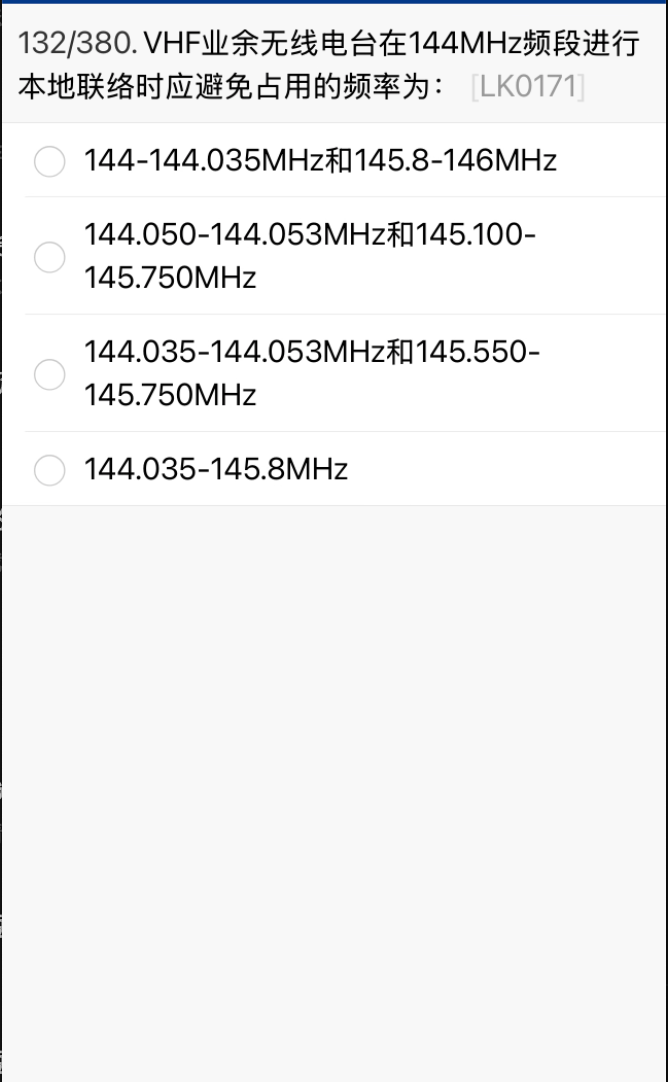 132/380. VHF业余无线电台在144MHz频段进行
本地联络时应避免占用的频率为： [LK0171]
144-144.035MHz和145.8-146MHz
144.050-144.053MHz和145.100-
145.750MHz
144.035-144.053MHz和145.550-
145.750MHz
144.035-145.8MHz